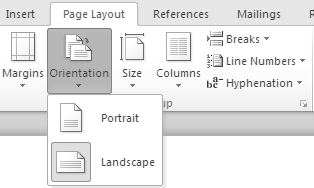 Insert Page Layout References Mailings
Margins Orientation Size Columns
Breaks
Line Numbers
Hyphenation
Portrait
Landscape